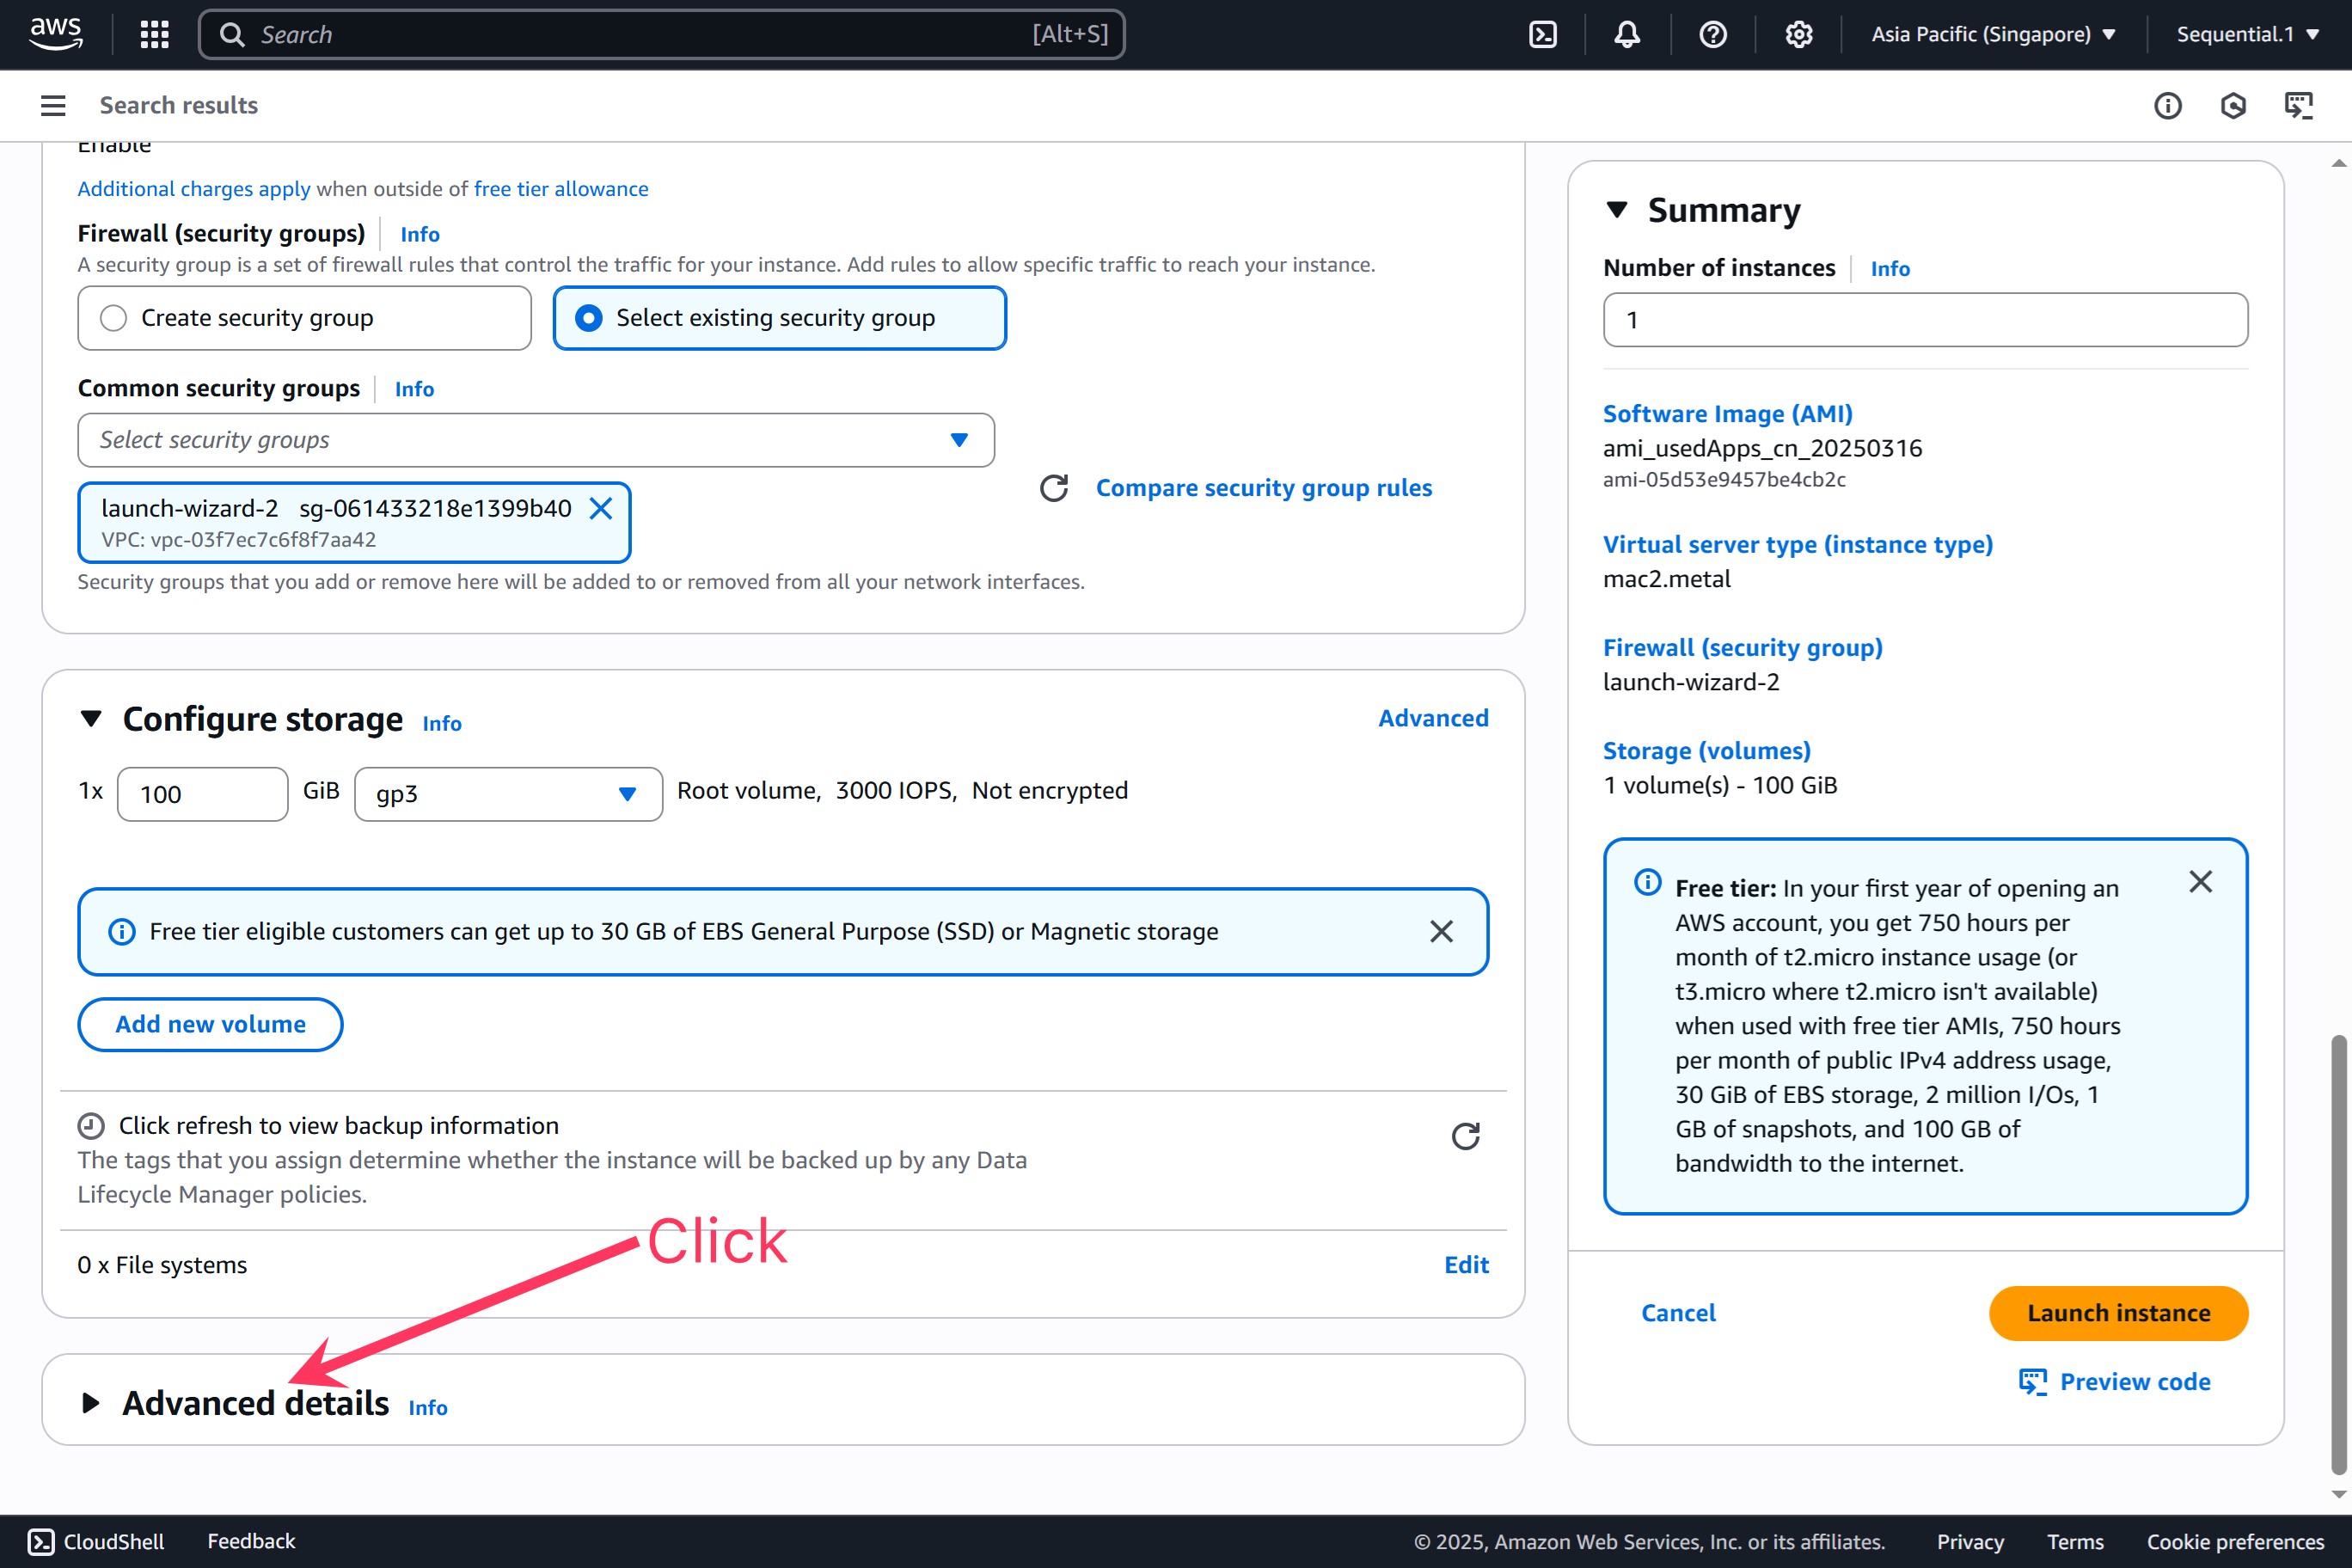 aws
Search [Alt+S]
Asia Pacific (Singapore)
Sequential.1
Search results
Enable
Additional charges apply when outside of free tier allowance
Firewall (security groups) Info
A security group is a set of firewall rules that control the traffic for your instance. Add rules to allow specific traffic to reach your instance.
Create security group
Select existing security group
Common security groups Info
Select security groups
launch-wizard-2 sg-061433218e1399b40
VPC: vpc-03f7ec7c6f8f7aa42
Compare security group rules
Security groups that you add or remove here will be added to or removed from all your network interfaces.
Configure storage Info
Advanced
1x 100 GiB gp3 Root volume, 3000 IOPS, Not encrypted
Free tier eligible customers can get up to 30 GB of EBS General Purpose (SSD) or Magnetic storage
Add new volume
Click refresh to view backup information
The tags that you assign determine whether the instance will be backed up by any Data
Lifecycle Manager policies.
Click
0 x File systems
Edit
Advanced details Info
Summary
Number of instances Info
1
Software Image (AMI)
ami_usedApps_cn_20250316
ami-05d53e9457be4cb2c
Virtual server type (instance type)
mac2.metal
Firewall (security group)
launch-wizard-2
Storage (volumes)
1 volume(s) - 100 GiB
Free tier: In your first year of opening an
AWS account, you get 750 hours per
month of t2.micro instance usage (or
t3.micro where t2.micro isn't available)
when used with free tier AMIs, 750 hours
per month of public IPv4 address usage,
30 GiB of EBS storage, 2 million I/Os, 1
GB of snapshots, and 100 GB of
bandwidth to the internet.
Cancel
Launch instance
Preview code
CloudShell
Feedback
© 2025, Amazon Web Services, Inc. or its affiliates.
Privacy
Terms
Cookie preferences